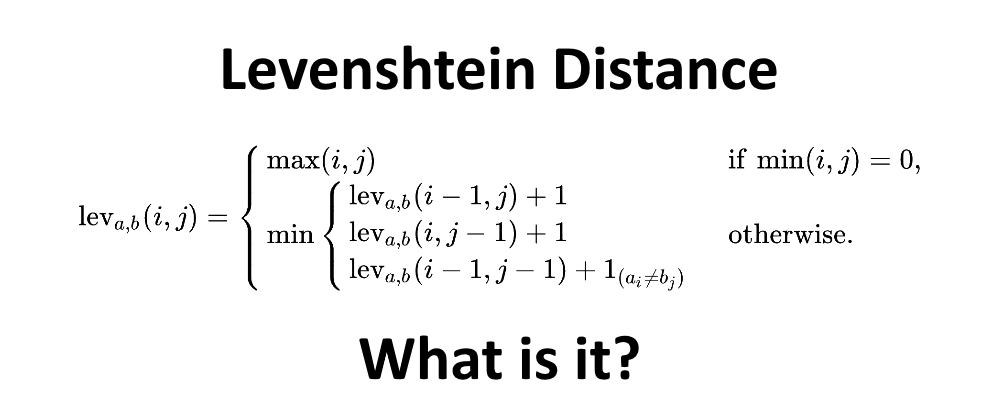 Levenshtein Distance
max(i, j) if min(i, j) = 0,
lev_{a,b}(i − 1, j) + 1
lev_{a,b}(i, j) = min lev_{a,b}(i, j − 1) + 1 otherwise.
lev_{a,b}(i − 1, j − 1) + 1_{(a_i≠b_j)}
What is it?